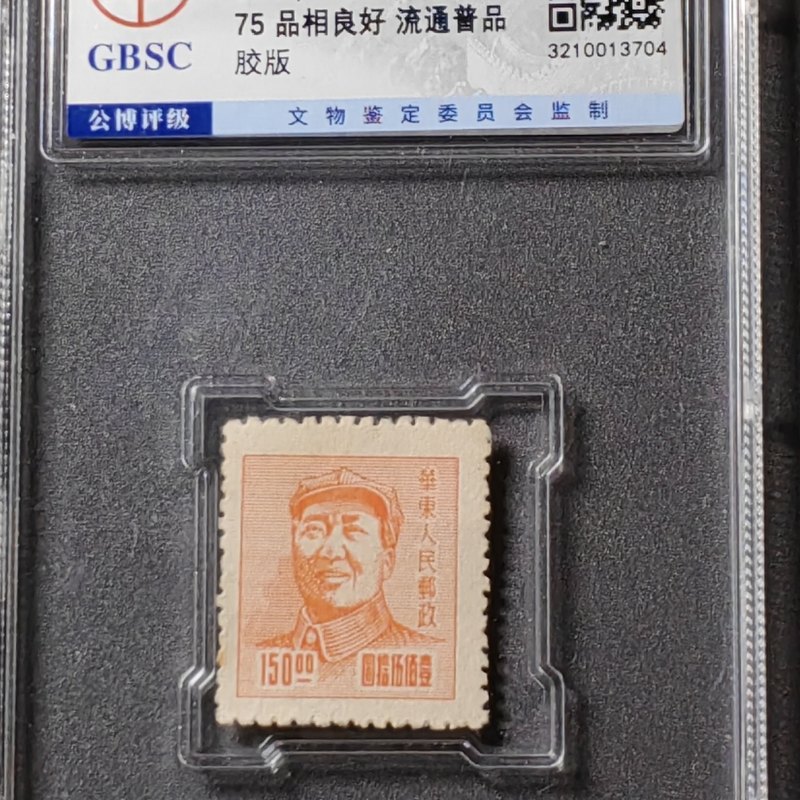 75 品相良好 流通普品
GBSC
胶版
3210013704
公博评级
文物鉴定委员会监制
華東人民郵政
150.00
圓拾伍佰壹